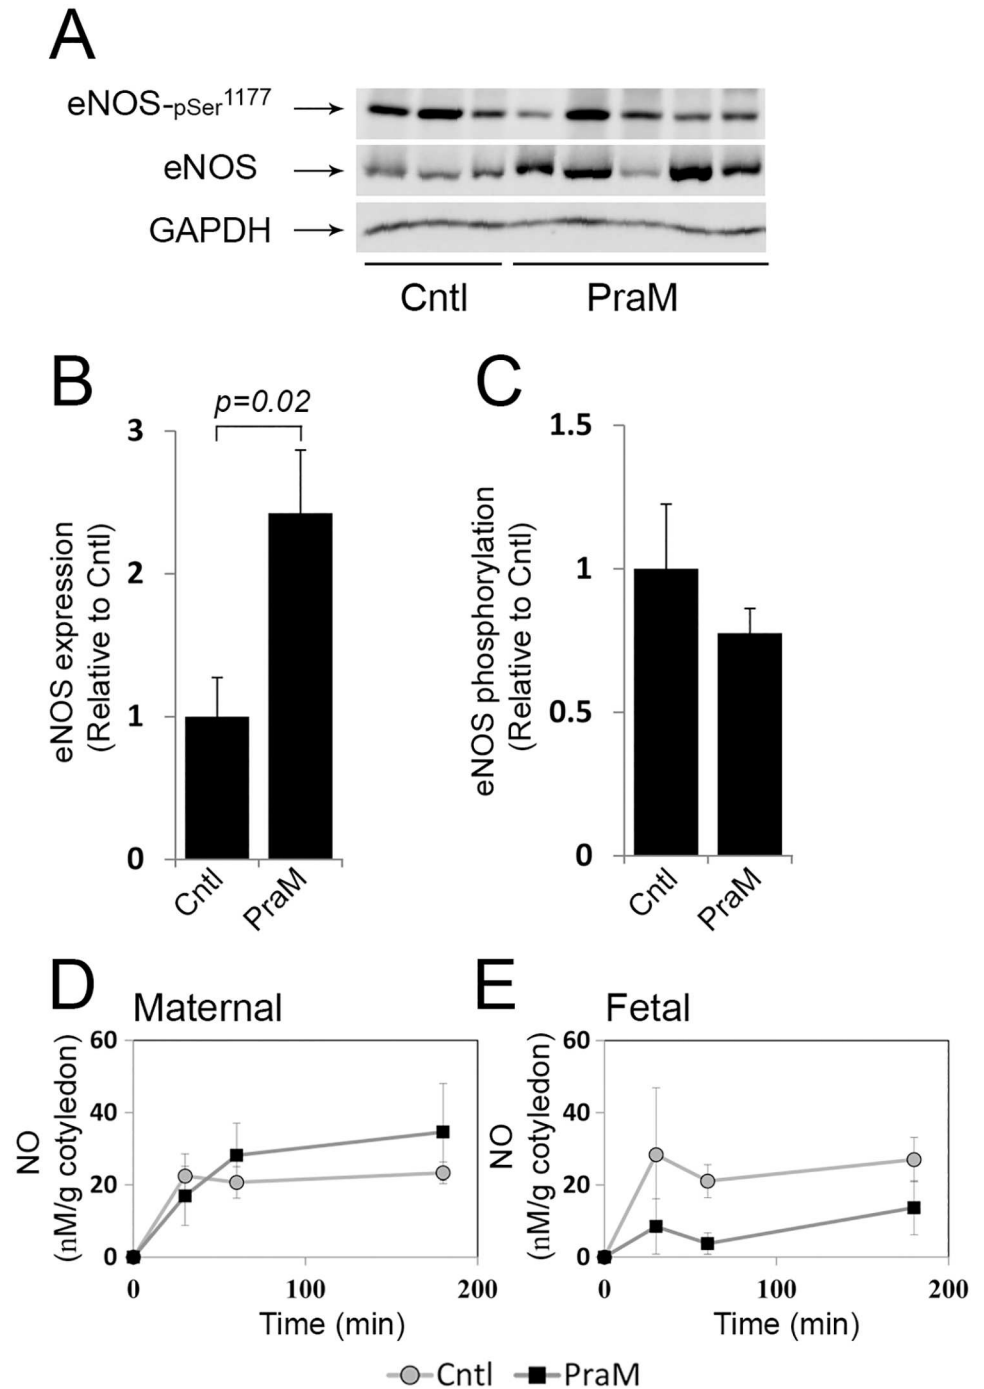 A
eNOS-pSer1177
eNOS
GAPDH
Cntl PraM
B
p=0.02
3
2
1
0
eNOS expression
(Relative to Cntl)
Cntl PraM
C
1.5
1
0.5
0
eNOS phosphorylation
(Relative to Cntl)
Cntl PraM
D Maternal
60
40
20
0
NO
(nM/g cotyledon)
0 100 200
Time (min)
E Fetal
60
40
20
0
NO
(nM/g cotyledon)
0 100 200
Time (min)
Cntl PraM